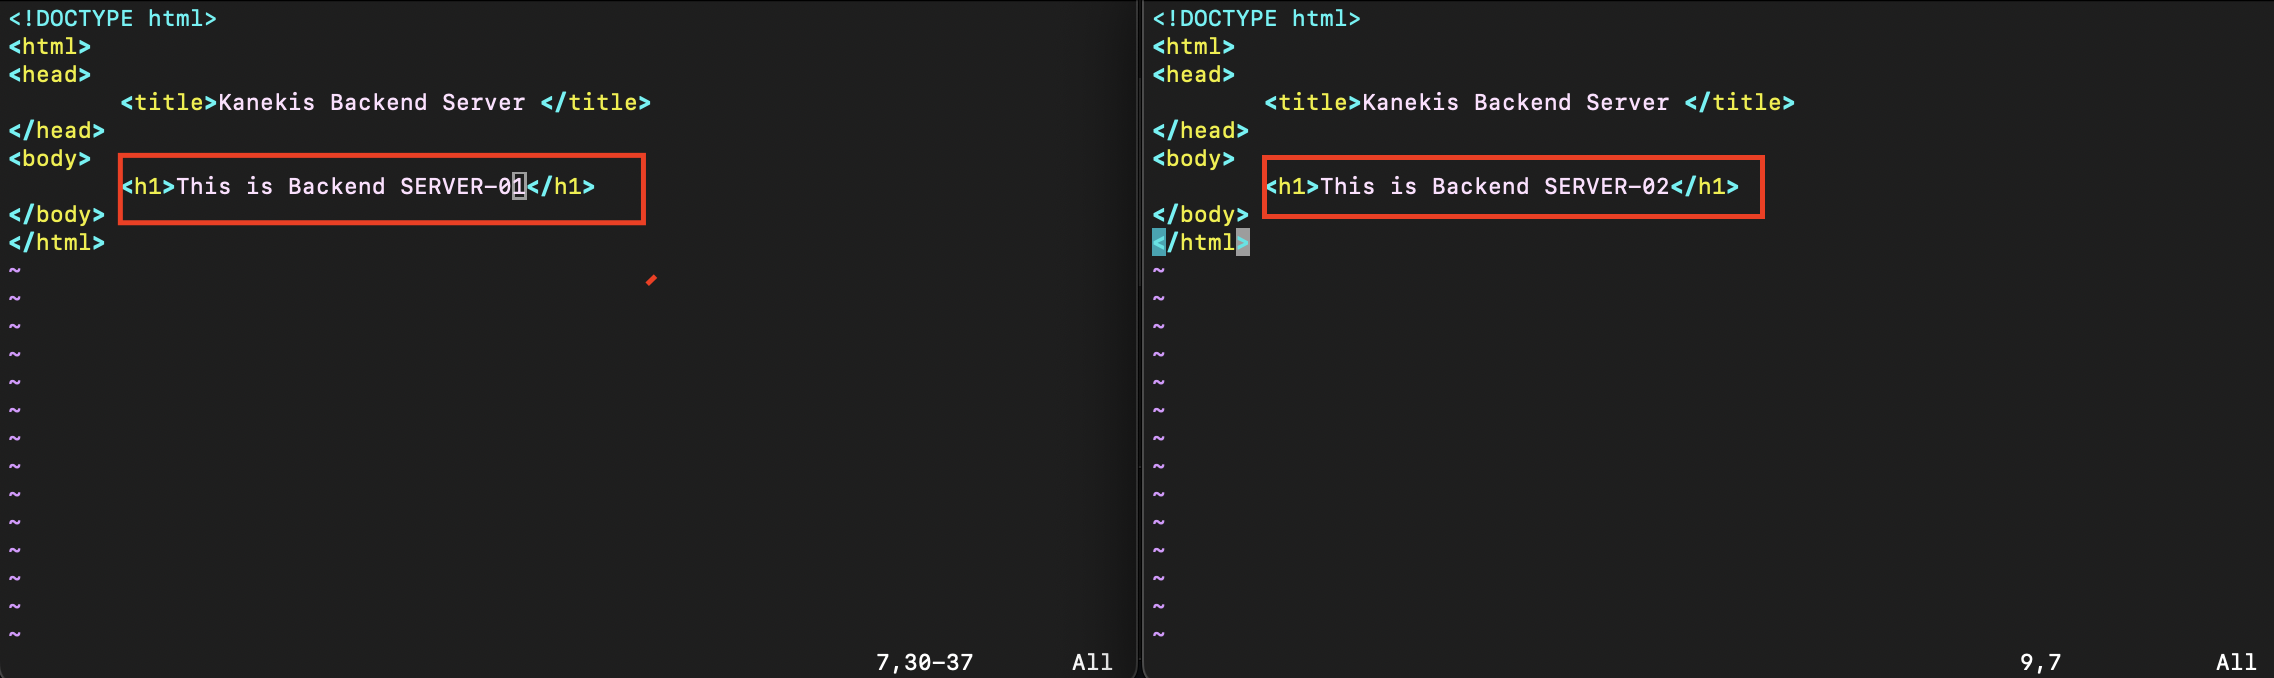 <!DOCTYPE html>
<html>
<head>
        <title>Kanekis Backend Server </title>
</head>
<body>
        <h1>This is Backend SERVER-01</h1>
</body>
</html>
~
~
~
~
~
~
~
~
~
~
~
~
~
~
7,30-37 All
<!DOCTYPE html>
<html>
<head>
        <title>Kanekis Backend Server </title>
</head>
<body>
        <h1>This is Backend SERVER-02</h1>
</body>
</html>
~
~
~
~
~
~
~
~
~
~
~
~
~
~
9,7 All